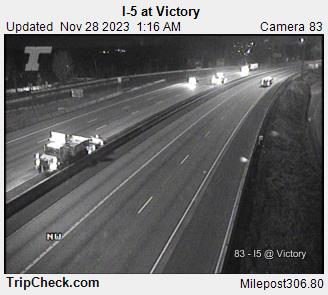 I-5 at Victory
Updated Nov 28 2023 1:16 AM Camera 83
NW
83 - I5 @ Victory
TripCheck.com Milepost306.80